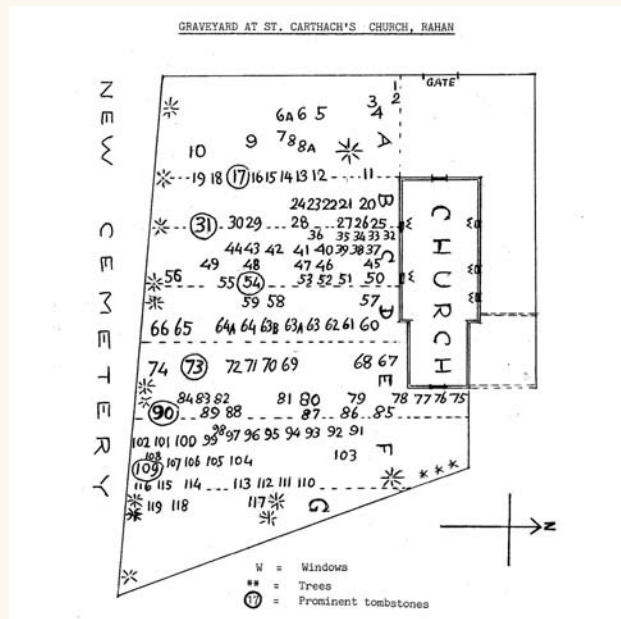 GRAVEYARD AT ST. CARTHACH'S CHURCH, RAHAN
NEW CEMETERY
GATE
1
3 2
6A 6 5 4
7 8 8A
9
10
A
19 18 17 16 15 14 13 12 11
B
24 23 22 21 20
31 30 29 28 27 26 25
36 35 34 33 32
44 43 42 41 40 39 38 37
C
49 48 47 46 45
56 55 54 53 52 51 50
59 58 57
D
66 65 64A 64 63B 63A 63 62 61 60
74 73 72 71 70 69 68 67
E
84 83 82 81 80 79 78 77 76 75
90 89 88 87 86 85
98
102 101 100 99 97 96 95 94 93 92 91
F
108
109 107 106 105 104 103
116 115 114 113 112 111 110
119 118 117
G
CHURCH
W
W
W
W
W
N
W = Windows
** = Trees
17 = Prominent tombstones